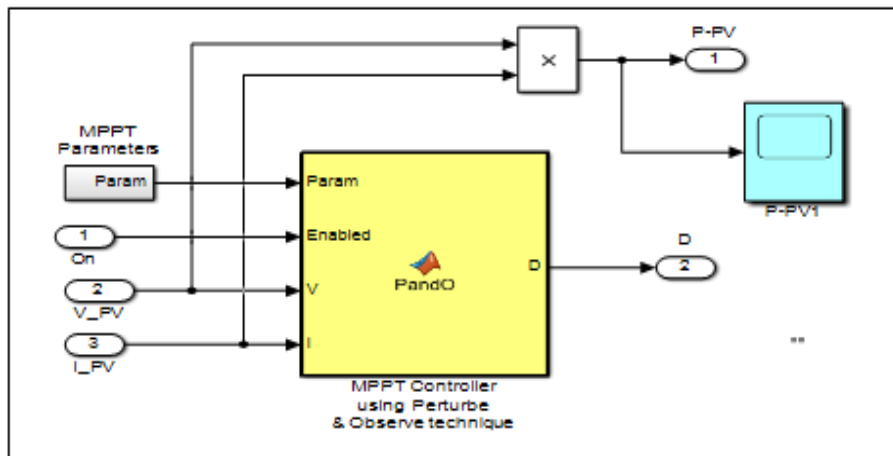 P-PV
1
×
MPPT
Parameters
Param
Param
P-PV1
1
On
Enabled
D
2
V_PV
V
PandO
D
2
3
I_PV
I
MPPT Controller
using Perturbe
& Observe technique
""